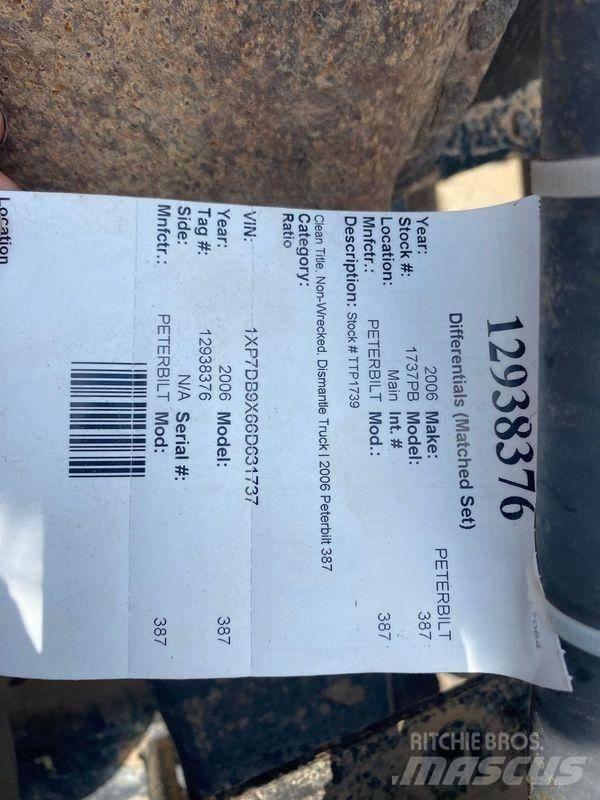 12938376
Differentials (Matched Set)
Year: 2006 Make: PETERBILT
Stock #: 1737PB Model: 387
Location: Main Int. #
Mnfctr.: PETERBILT Mod.: 387
Description: Stock # TTP1739
Clean Title, Non-Wrecked, Dismantle Truck | 2006 Peterbilt 387
Category:
Ratio
VIN: 1XP7DB9X66D631737
Year: 2006 Model: 387
Tag #: 12938376
Side: N/A Serial #:
Mnfctr.: PETERBILT Mod: 387
Location
RITCHIE BROS.
MASCUS